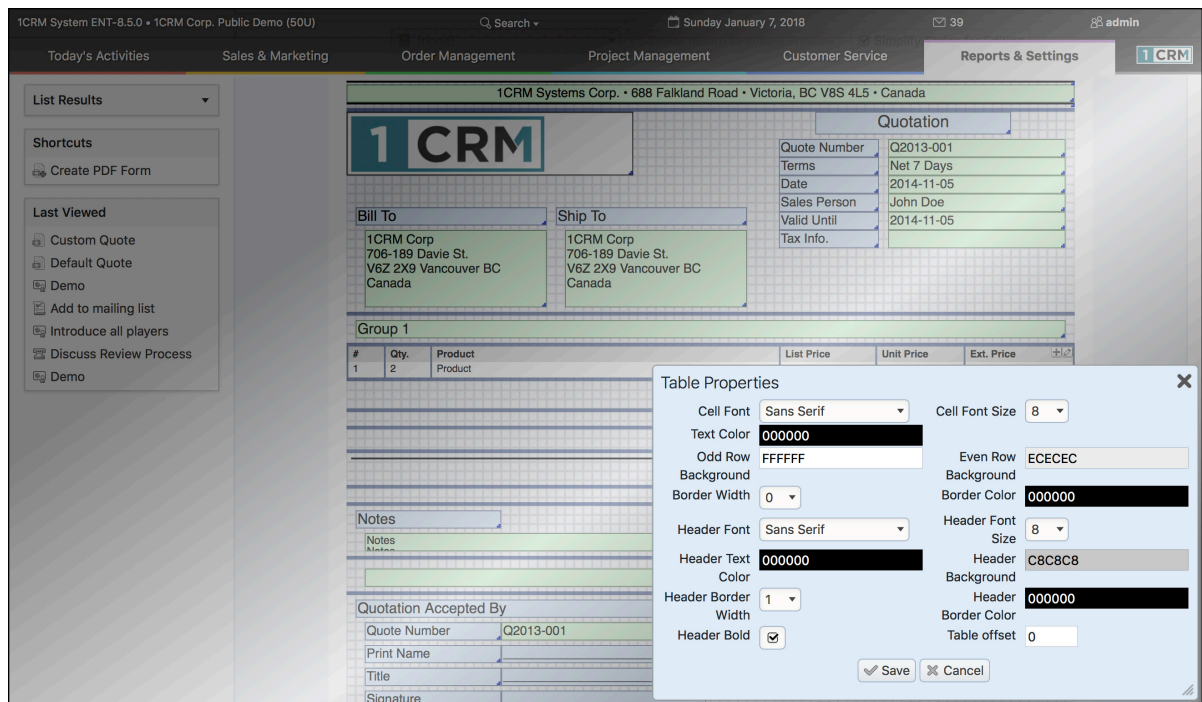 1CRM System ENT-8.5.0 • 1CRM Corp. Public Demo (50U) Search Sunday January 7, 2018 39 admin
Today's Activities Sales & Marketing Order Management Project Management Customer Service Reports & Settings 1 CRM
List Results
Shortcuts
Create PDF Form
Last Viewed
Custom Quote
Default Quote
Demo
Add to mailing list
Introduce all players
Discuss Review Process
Demo
1CRM Systems Corp. • 688 Falkland Road • Victoria, BC V8S 4L5 • Canada
1 CRM
Quotation
Quote Number Q2013-001
Terms Net 7 Days
Date 2014-11-05
Sales Person John Doe
Valid Until 2014-11-05
Tax Info.
Bill To Ship To
1CRM Corp 1CRM Corp
706-189 Davie St. 706-189 Davie St.
V6Z 2X9 Vancouver BC V6Z 2X9 Vancouver BC
Canada Canada
Group 1
# Qty. Product List Price Unit Price Ext. Price
1 2 Product
Notes
Notes
Notes
Quotation Accepted By
Quote Number Q2013-001
Print Name
Title
Signature
Table Properties
Cell Font Sans Serif Cell Font Size 8
Text Color 000000
Odd Row Background FFFFFF Even Row Background ECECEC
Border Width 0 Border Color 000000
Header Font Sans Serif Header Font Size 8
Header Text Color 000000 Header Background C8C8C8
Header Border Width 1 Header Border Color 000000
Header Bold Table offset 0
Save Cancel